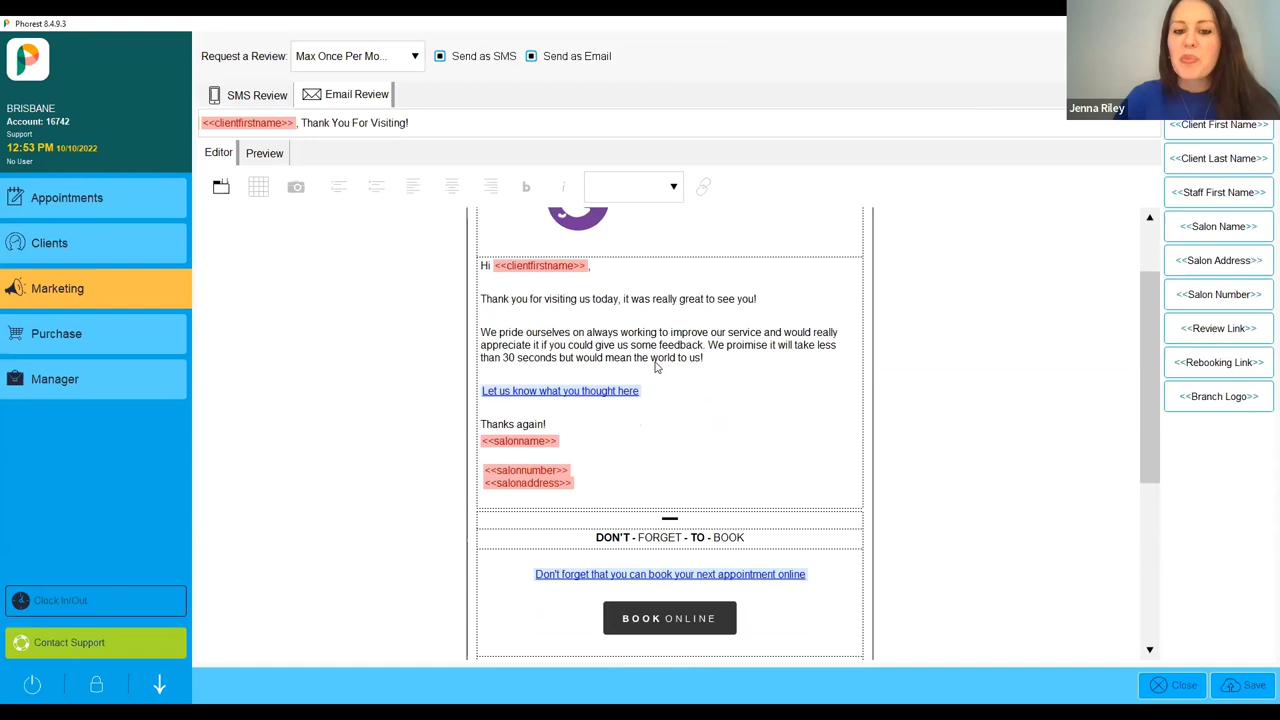 Phorest 8.4.9.3
BRISBANE
Account: 16742
Support
12:53 PM 10/10/2022
No User
Appointments
Clients
Marketing
Purchase
Manager
Clock In/Out
Contact Support
Request a Review: Max Once Per Mo... Send as SMS Send as Email
SMS Review Email Review
<<clientfirstname>>, Thank You For Visiting!
Editor Preview
b i
Hi <<clientfirstname>>,
Thank you for visiting us today, it was really great to see you!
We pride ourselves on always working to improve our service and would really
appreciate it if you could give us some feedback. We proimise it will take less
than 30 seconds but would mean the world to us!
Let us know what you thought here
Thanks again!
<<salonname>>
<<salonnumber>>
<<salonaddress>>
DON'T - FORGET - TO - BOOK
Don't forget that you can book your next appointment online
BOOK ONLINE
Jenna Riley
<<Client First Name>>
<<Client Last Name>>
<<Staff First Name>>
<<Salon Name>>
<<Salon Address>>
<<Salon Number>>
<<Review Link>>
<<Rebooking Link>>
<<Branch Logo>>
Close Save